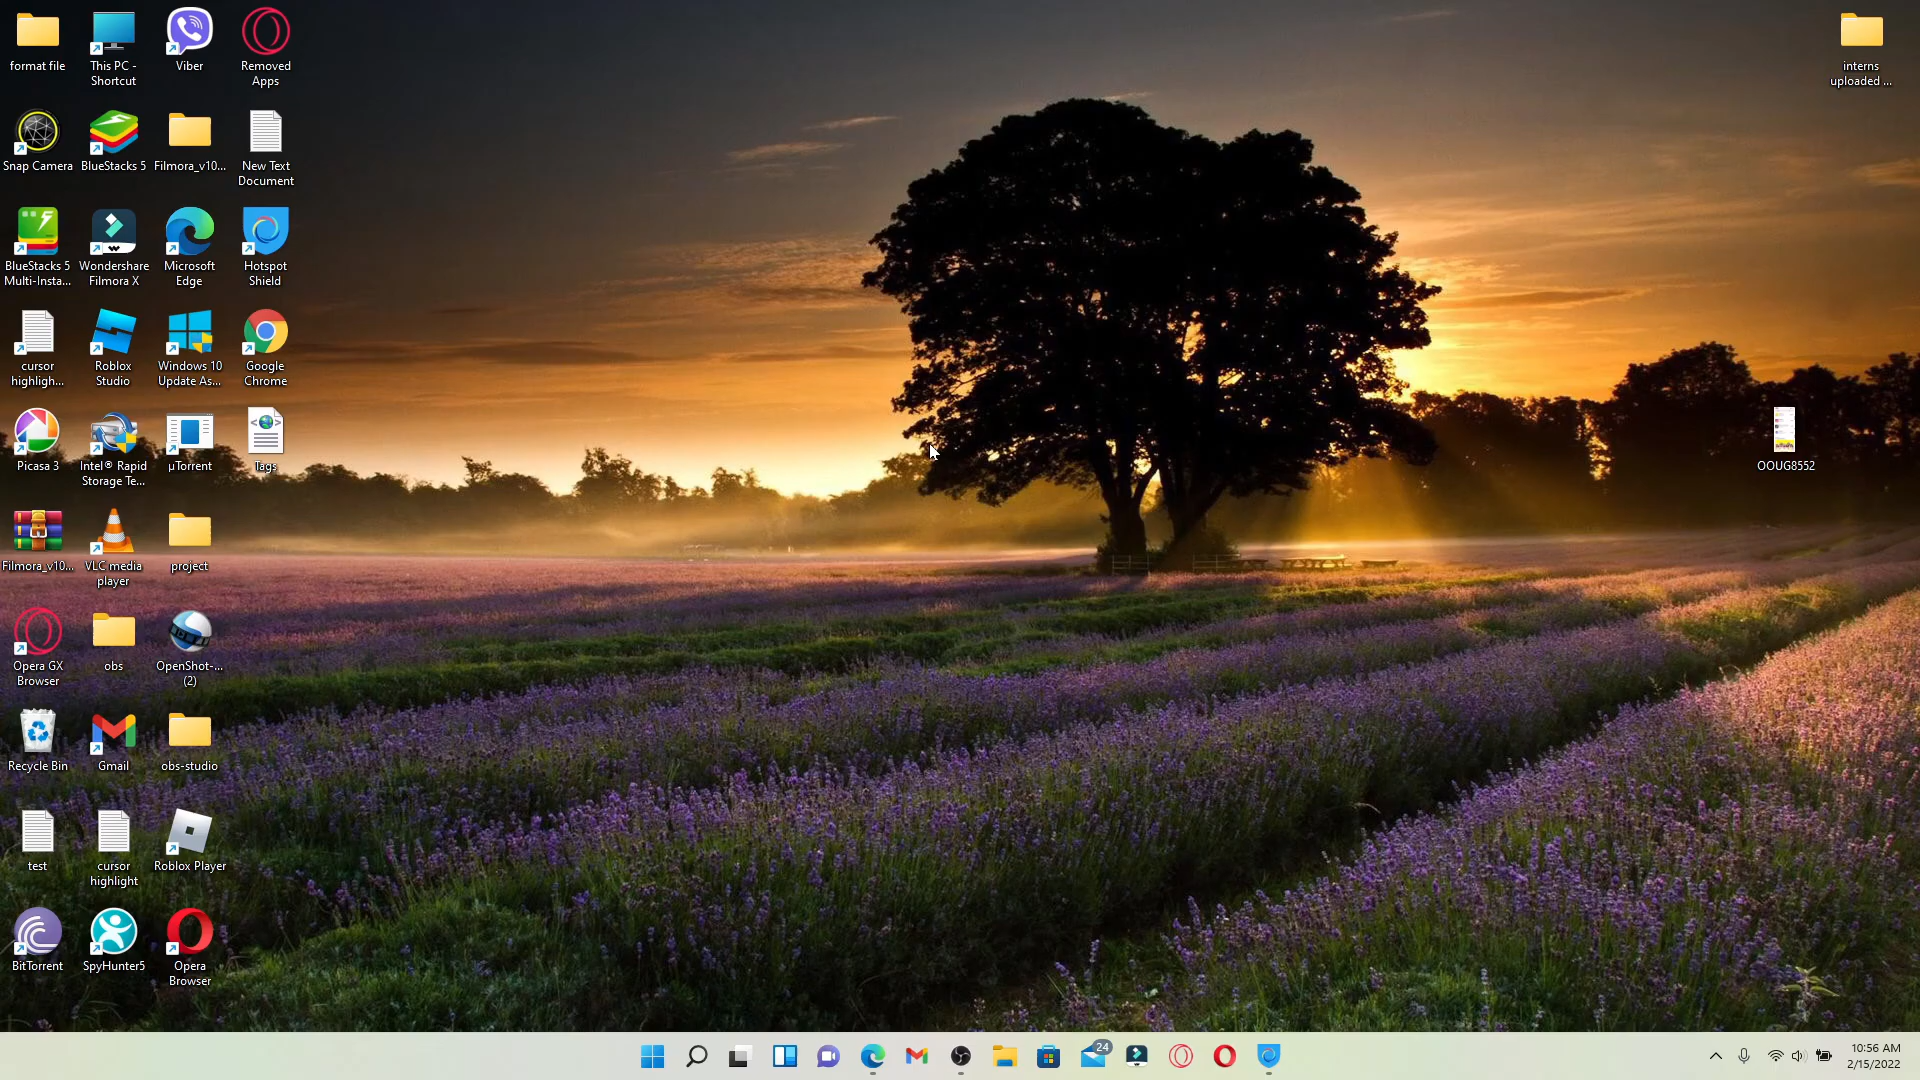 format file
This PC -
Shortcut
Viber
Removed
Apps
interns
uploaded ...
Snap Camera
BlueStacks 5
Filmora_v10...
New Text
Document
BlueStacks 5
Multi-Insta...
Wondershare
Filmora X
Microsoft
Edge
Hotspot
Shield
cursor
highligh...
Roblox
Studio
Windows 10
Update As...
Google
Chrome
Picasa 3
Intel® Rapid
Storage Te...
µTorrent
Tags
OOUG8552
Filmora_v10...
VLC media
player
project
Opera GX
Browser
obs
OpenShot-...
(2)
Recycle Bin
Gmail
obs-studio
test
cursor
highlight
Roblox Player
BitTorrent
SpyHunter5
Opera
Browser
24
10:56 AM
2/15/2022